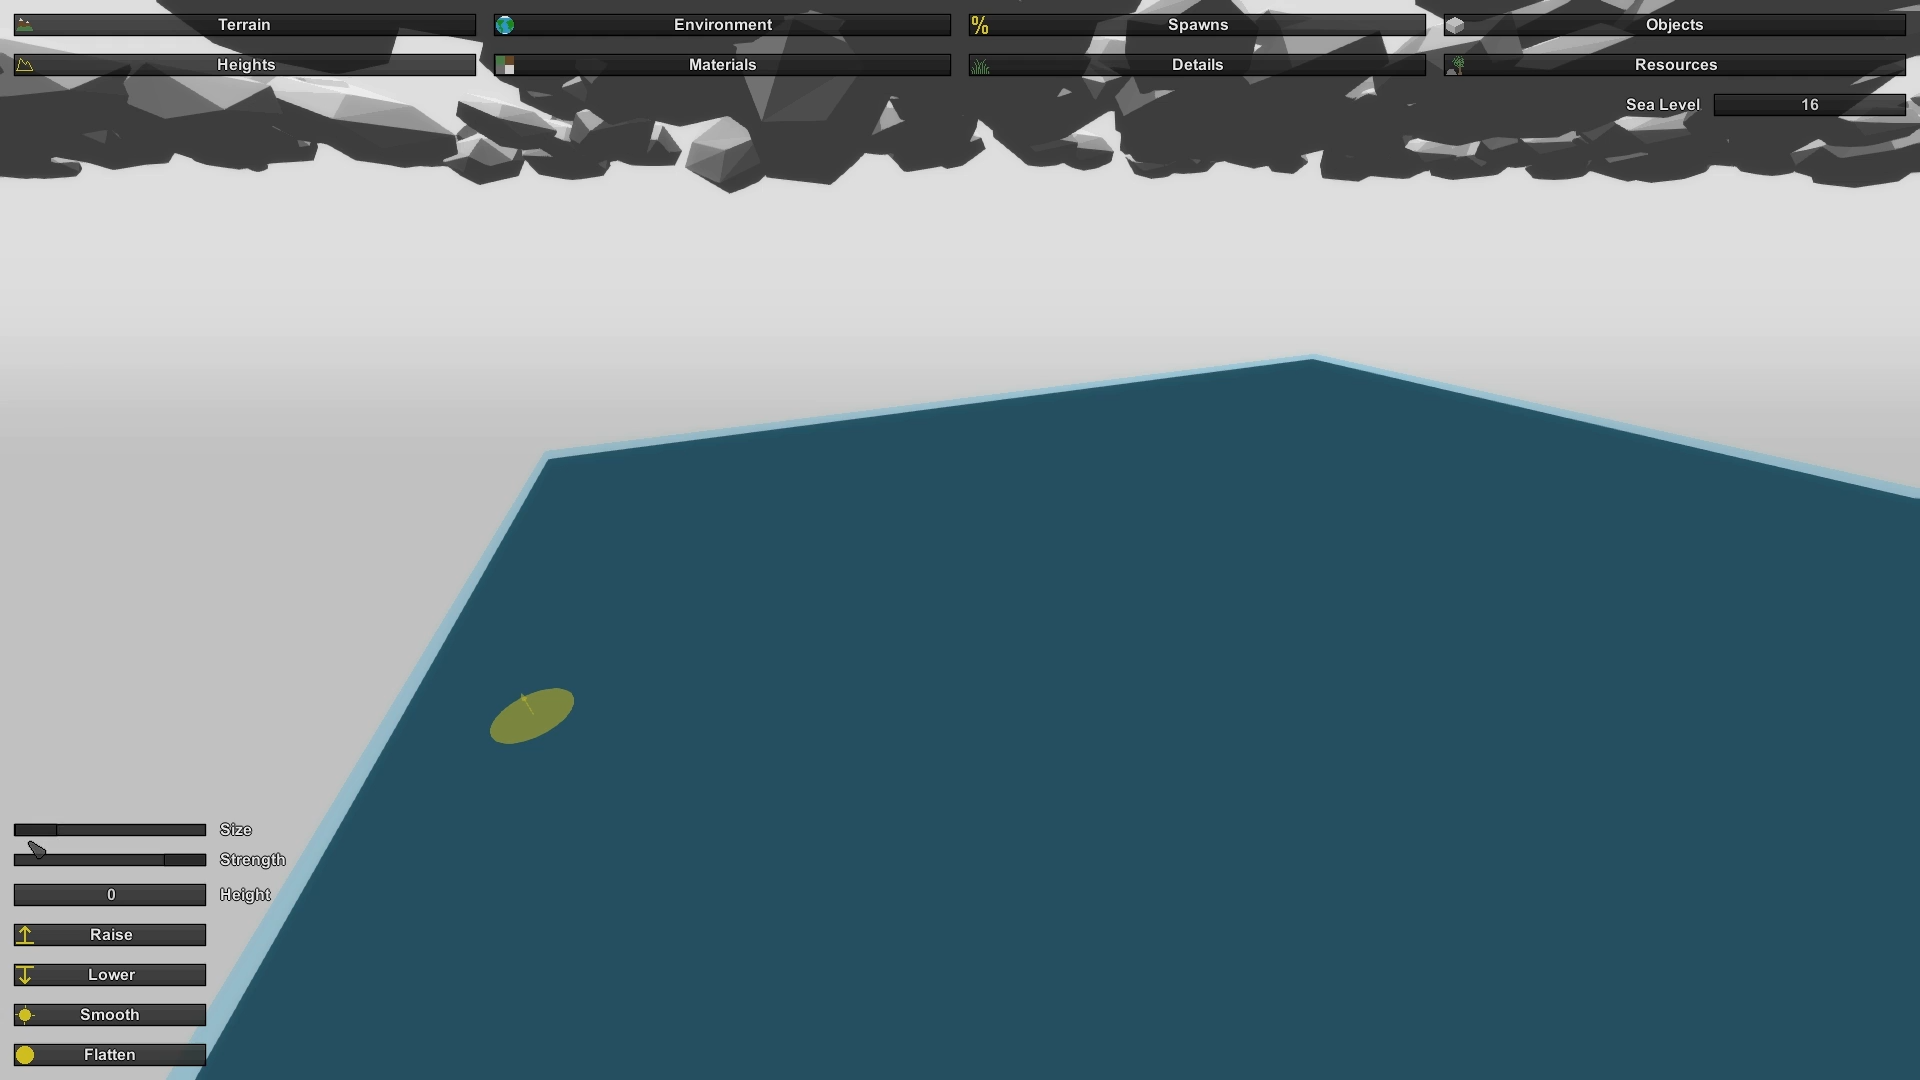 Terrain
Environment
Spawns
Objects
Heights
Materials
Details
Resources
Sea Level 16
Size
Strength
0 Height
Raise
Lower
Smooth
Flatten